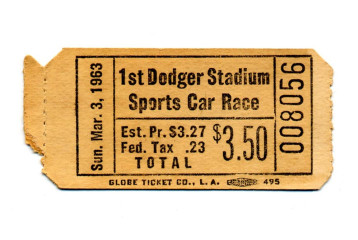 Sun. Mar. 3, 1963
1st Dodger Stadium
Sports Car Race
Est. Pr. $3.27
Fed. Tax .23
TOTAL
$3.50
008056
GLOBE TICKET CO., L. A. 495